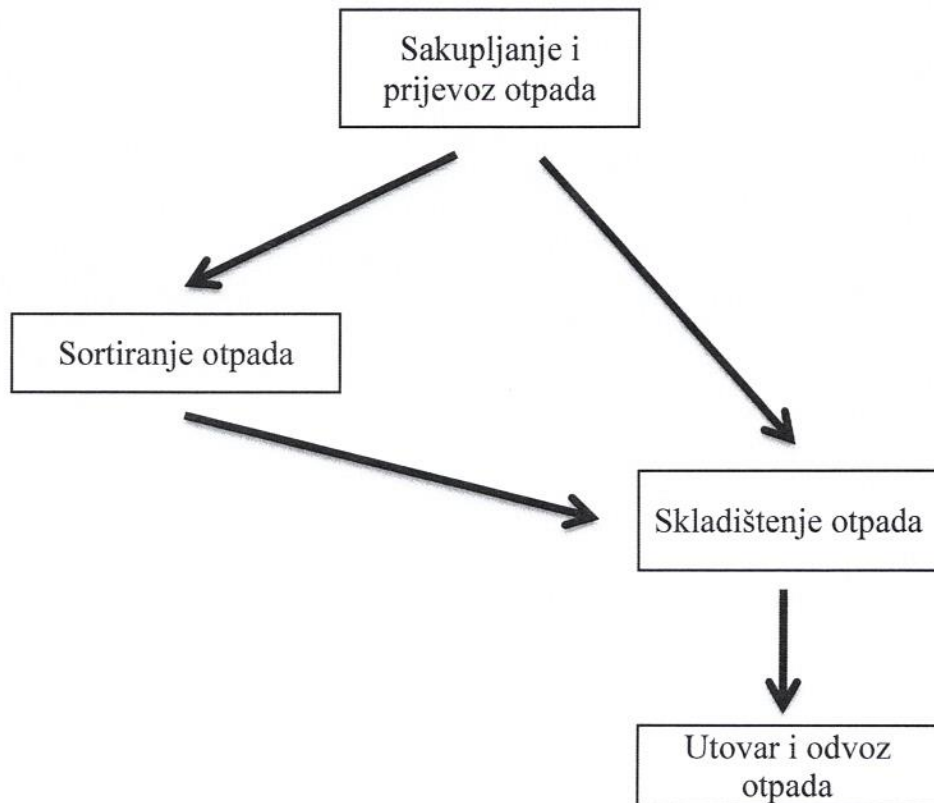 Sakupljanje i
prijevoz otpada
Sortiranje otpada
Skladištenje otpada
Utovar i odvoz
otpada